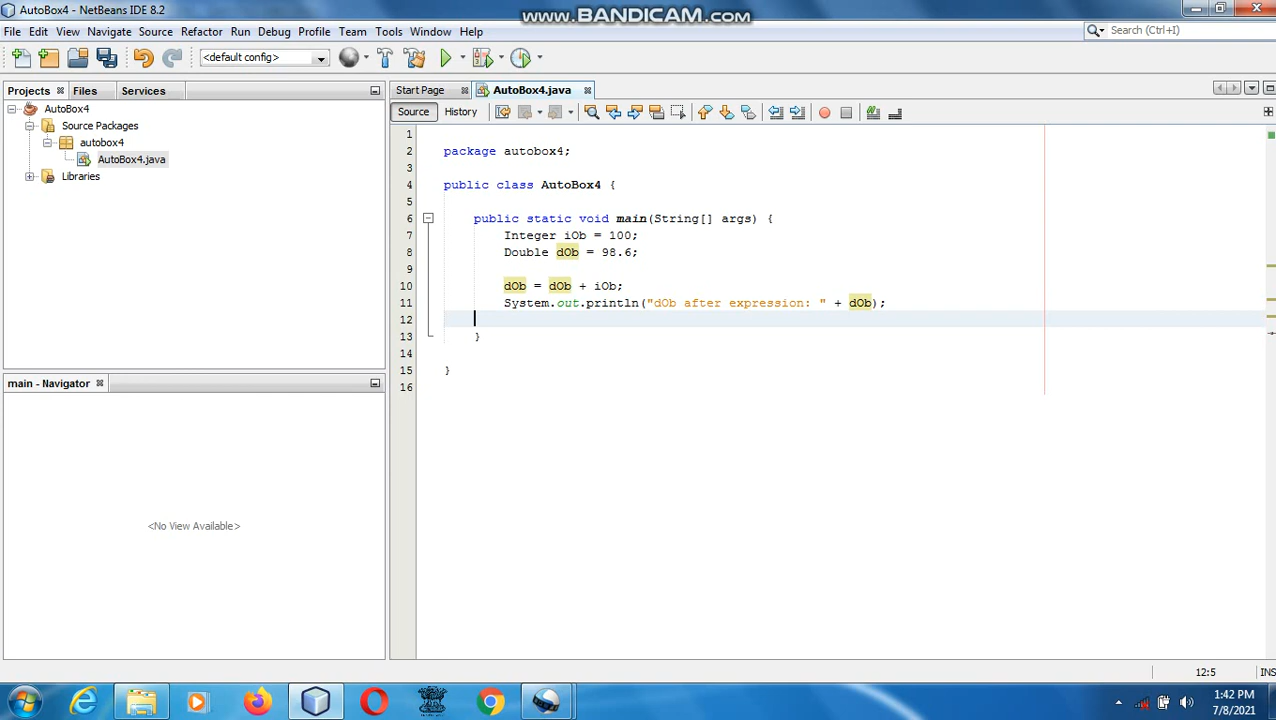 AutoBox4 - NetBeans IDE 8.2
www.BANDICAM.com
File Edit View Navigate Source Refactor Run Debug Profile Team Tools Window Help
Search (Ctrl+I)
<default config>
Projects Files Services
Start Page AutoBox4.java
AutoBox4
Source Packages
autobox4
AutoBox4.java
Libraries
Source History
1
2 package autobox4;
3
4 public class AutoBox4 {
5
6 public static void main(String[] args) {
7 Integer iOb = 100;
8 Double dOb = 98.6;
9
10 dOb = dOb + iOb;
11 System.out.println("dOb after expression: " + dOb);
12
13 }
14
15 }
16
main - Navigator
<No View Available>
12:5 INS
1:42 PM
7/8/2021